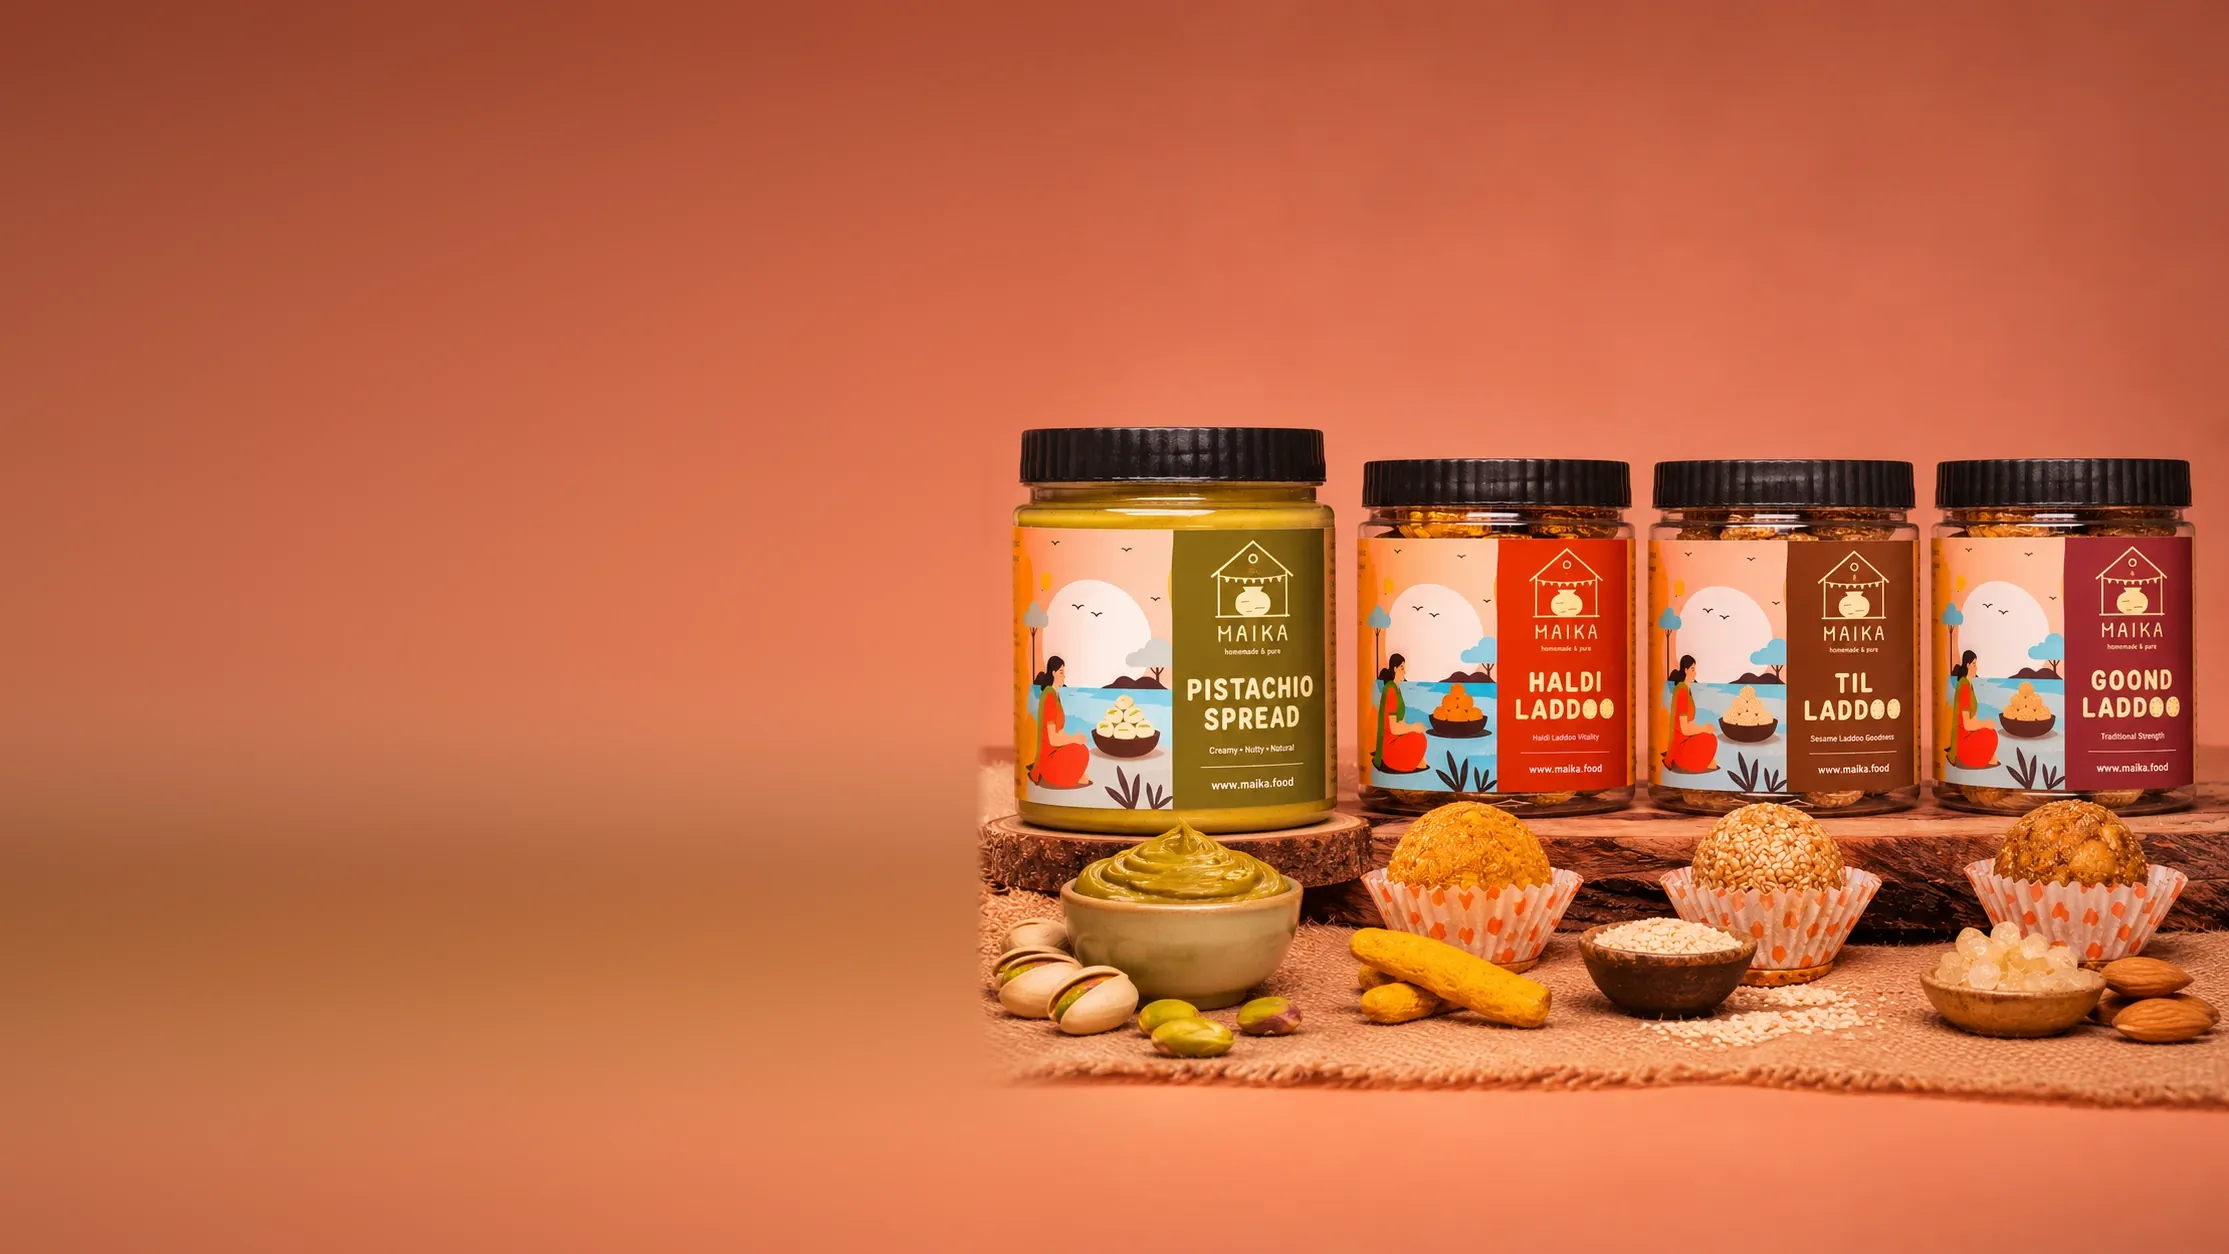 MAIKA
homemade & pure
PISTACHIO
SPREAD
Creamy • Nutty • Natural
www.maika.food
MAIKA
homemade & pure
HALDI
LADDOO
Haldi Laddoo Vitality
www.maika.food
MAIKA
homemade & pure
TIL
LADDOO
Sesame Laddoo Goodness
www.maika.food
MAIKA
homemade & pure
GOOND
LADDOO
Traditional Strength
www.maika.food